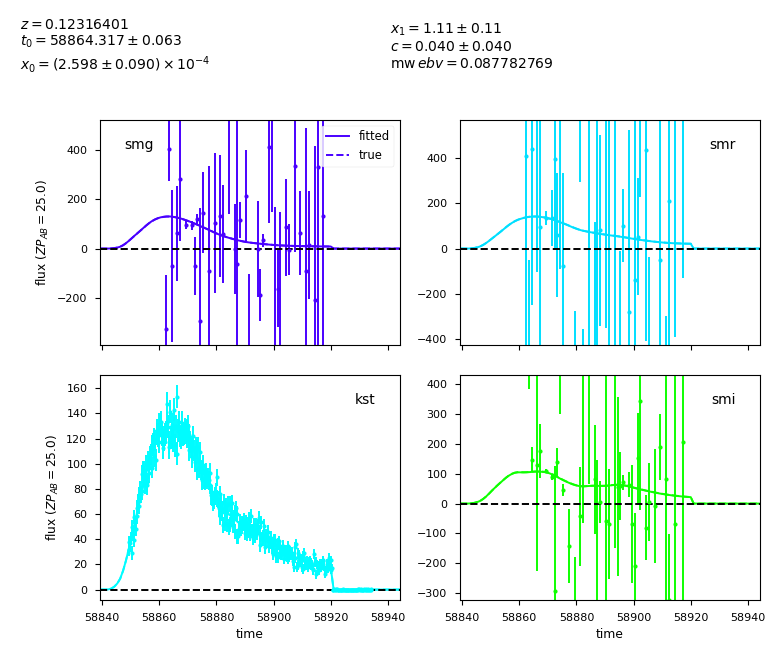 z = 0.12316401
t₀ = 58864.317 ± 0.063
x₀ = (2.598 ± 0.090) × 10⁻⁴
x₁ = 1.11 ± 0.11
c = 0.040 ± 0.040
mwebv = 0.087782769
400
200
0
−200
flux (ZP_AB = 25.0)
smg
fitted
true
400
200
0
−200
−400
smr
160
140
120
100
80
60
40
20
0
flux (ZP_AB = 25.0)
kst
58840 58860 58880 58900 58920 58940
time
400
300
200
100
0
−100
−200
−300
smi
58840 58860 58880 58900 58920 58940
time